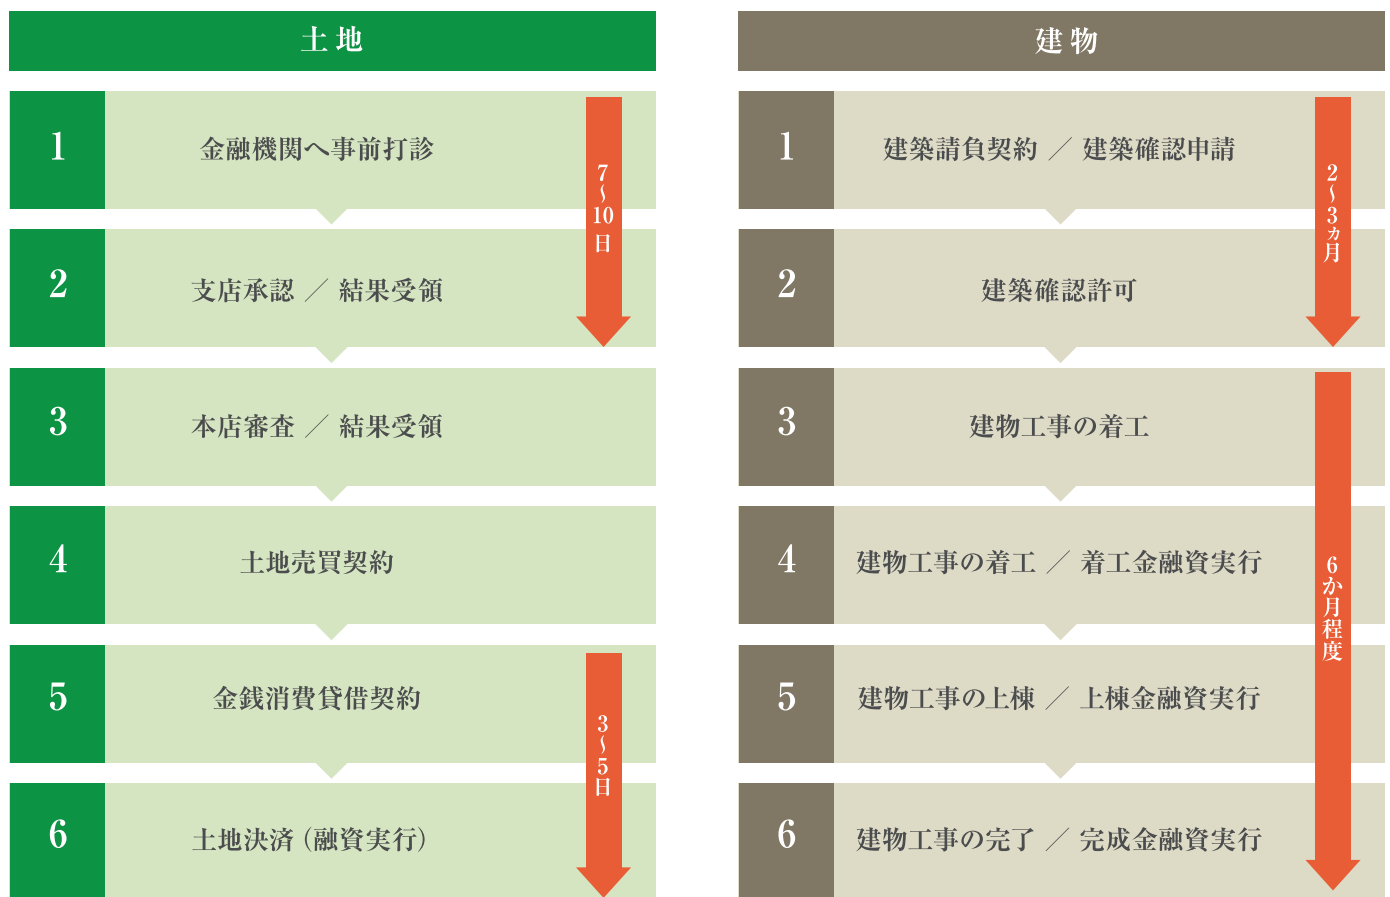 土地
1
金融機関へ事前打診
2
支店承認 ／ 結果受領
7〜10日
3
本店審査 ／ 結果受領
4
土地売買契約
5
金銭消費貸借契約
6
土地決済（融資実行）
3〜5日
建物
1
建築請負契約 ／ 建築確認申請
2
建築確認許可
2〜3ヵ月
3
建物工事の着工
4
建物工事の着工 ／ 着工金融資実行
5
建物工事の上棟 ／ 上棟金融資実行
6
建物工事の完了 ／ 完成金融資実行
6か月程度